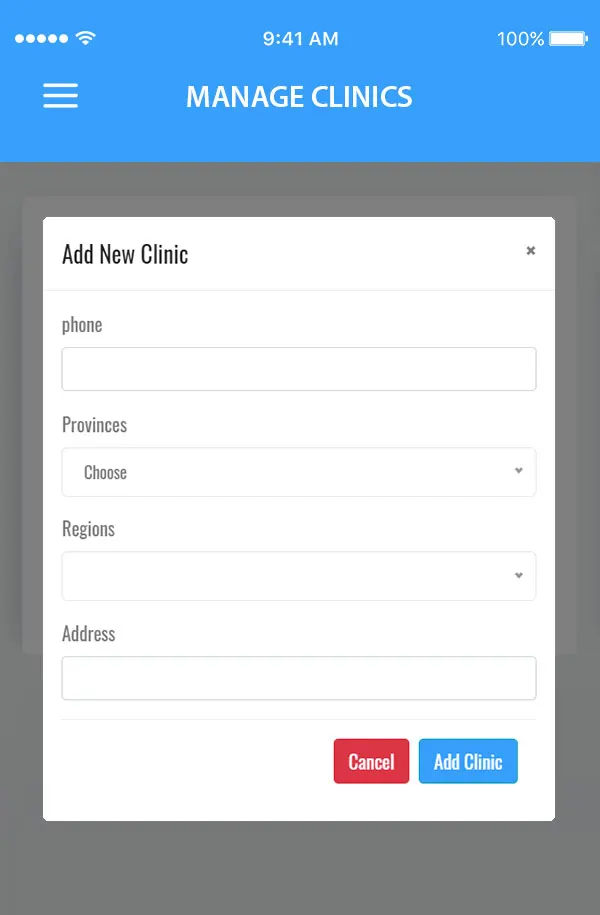 9:41 AM
100%
MANAGE CLINICS
Add New Clinic
×
phone
Provinces
Choose
Regions
Address
Cancel
Add Clinic